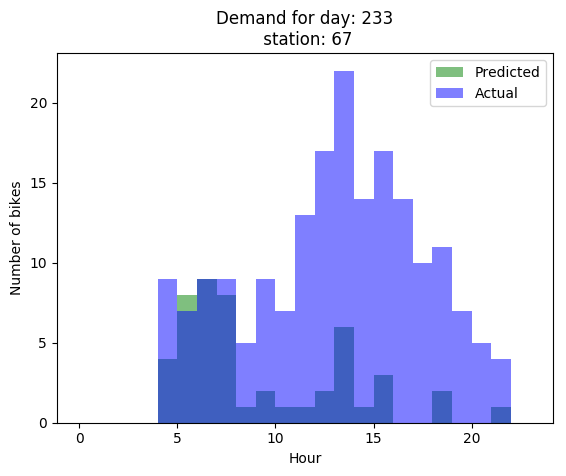 Demand for day: 233
station: 67
Predicted
Actual
Number of bikes
20
15
10
5
0
0
5
10
15
20
Hour